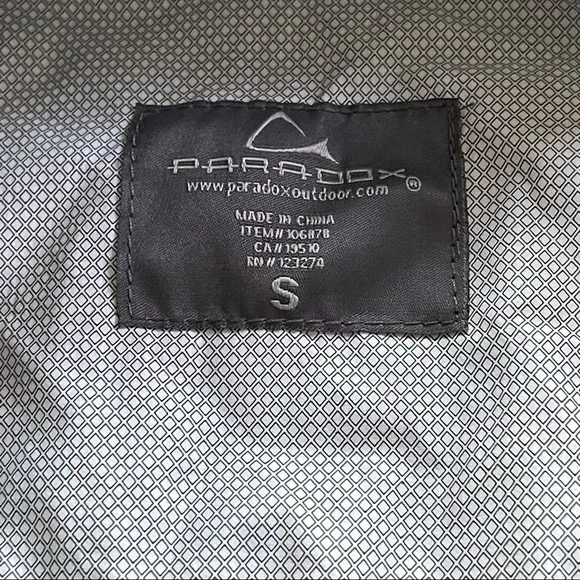 PARADOX®
www.paradoxoutdoor.com
MADE IN CHINA
ITEM# 106878
CA# 19510
RN# 123274
S